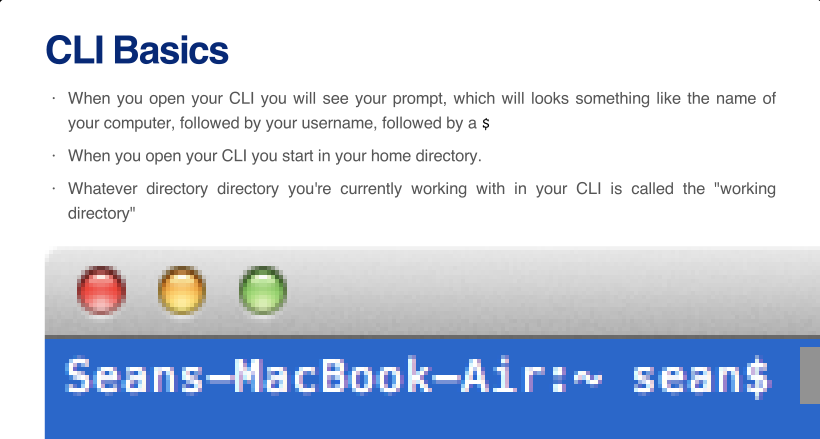 CLI Basics
· When you open your CLI you will see your prompt, which will looks something like the name of
your computer, followed by your username, followed by a $
· When you open your CLI you start in your home directory.
· Whatever directory directory you're currently working with in your CLI is called the "working
directory"
Seans-MacBook-Air:~ sean$